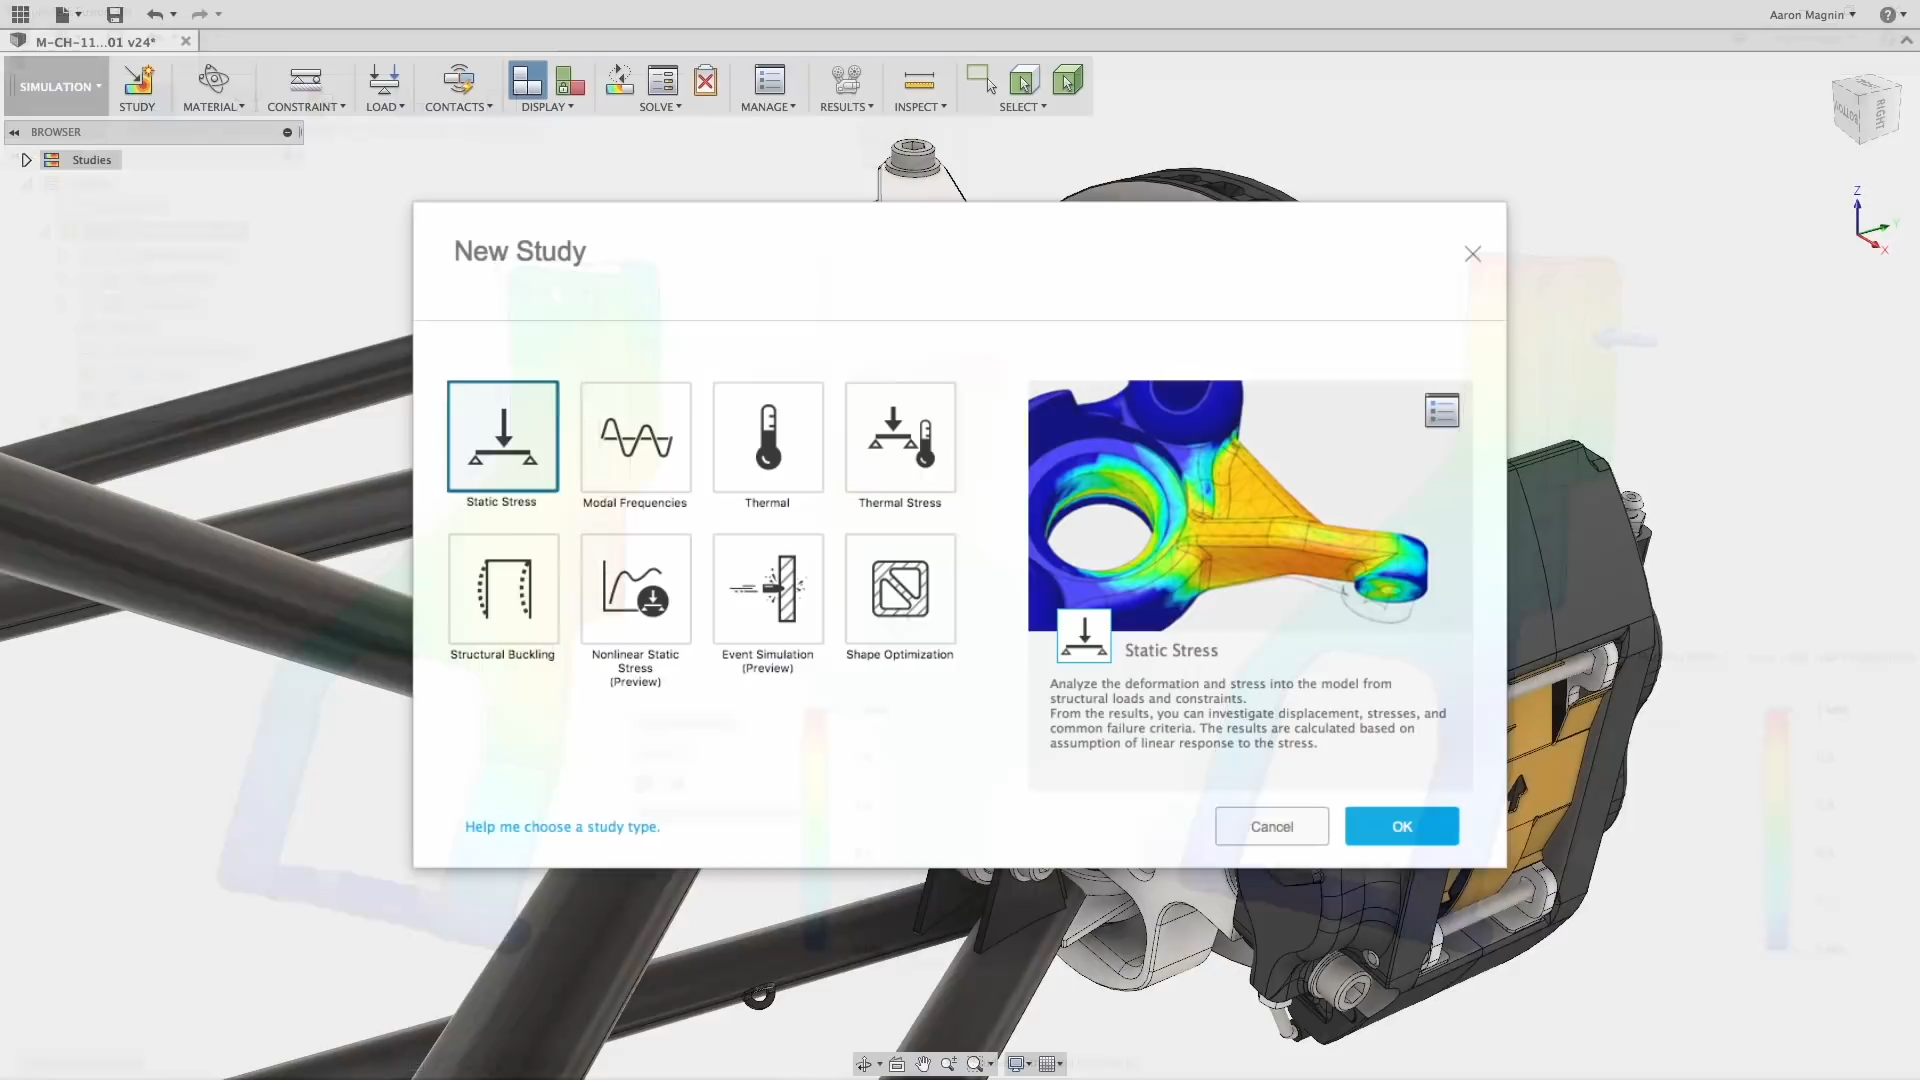 Aaron Magnin
M-CH-11...01 v24*
SIMULATION
STUDY
MATERIAL
CONSTRAINT
LOAD
CONTACTS
DISPLAY
SOLVE
MANAGE
RESULTS
INSPECT
SELECT
BROWSER
Studies
BOTTOM
RIGHT
Z
Y
X
New Study
Static Stress
Modal Frequencies
Thermal
Thermal Stress
Structural Buckling
Nonlinear Static
Stress
(Preview)
Event Simulation
(Preview)
Shape Optimization
Static Stress
Analyze the deformation and stress into the model from
structural loads and constraints.
From the results, you can investigate displacement, stresses, and
common failure criteria. The results are calculated based on
assumption of linear response to the stress.
Help me choose a study type.
Cancel
OK